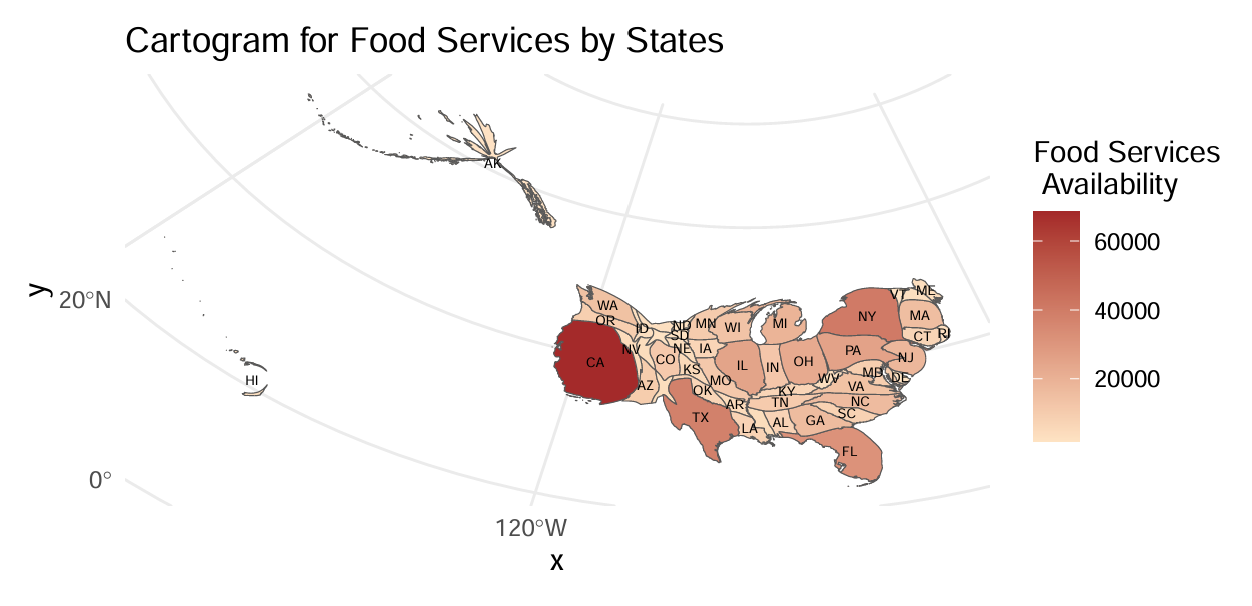 Cartogram for Food Services by States
y
20°N
0°
120°W
x
AK
HI
WA
OR
ID
ND
MN
WI
MI
NY
VT
ME
MA
CT
RI
SD
NE
IA
NV
CA
CO
KS
IL
IN
OH
PA
NJ
AZ
MO
OK
KY
WV
MD
DE
VA
TX
AR
TN
NC
LA
AL
GA
SC
FL
Food Services
Availability
60000
40000
20000